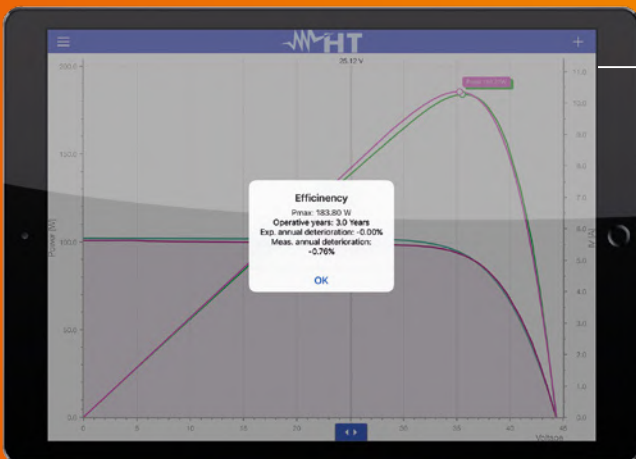 HT
25.12 V
200.0
150.0
100.0
50.0
0.0
Power [W]
11.0
10.0
9.0
8.0
7.0
6.0
5.0
4.0
3.0
2.0
1.0
0.0
Efficinency
Pmax: 183.80 W
Operative years: 3.0 Years
Exp. annual deterioration: -0.00%
Meas. annual deterioration:
-0.76%
OK
0 5 10 15 20 25 30 35 40 45
Voltage